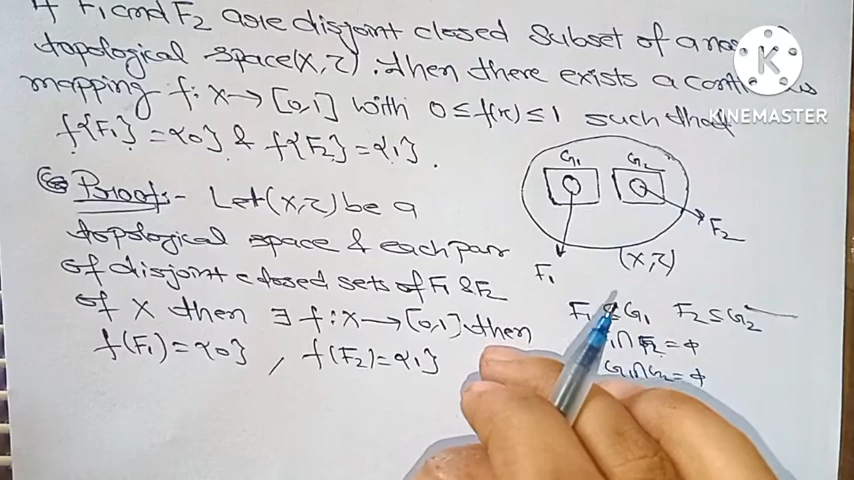 If F1 and F2 are disjoint closed subset of a
topological space(X,τ). then there exists a
mapping f: X→[0,1] with 0≤f(x)≤1 such that
f{F1}={0} & f{F2}={1}.
Proof:- Let(X,τ) be a
topological space & each pair
of disjoint closed sets of F1 & F2
of X then ∃ f:X→[0,1] then
f(F1)={0}, f(F2)={1}
G1 G2
F2
F1
(X,τ)
G1 F2⊆G2
F2=ϕ
G1∩G2=ϕ
K
KINEMASTER